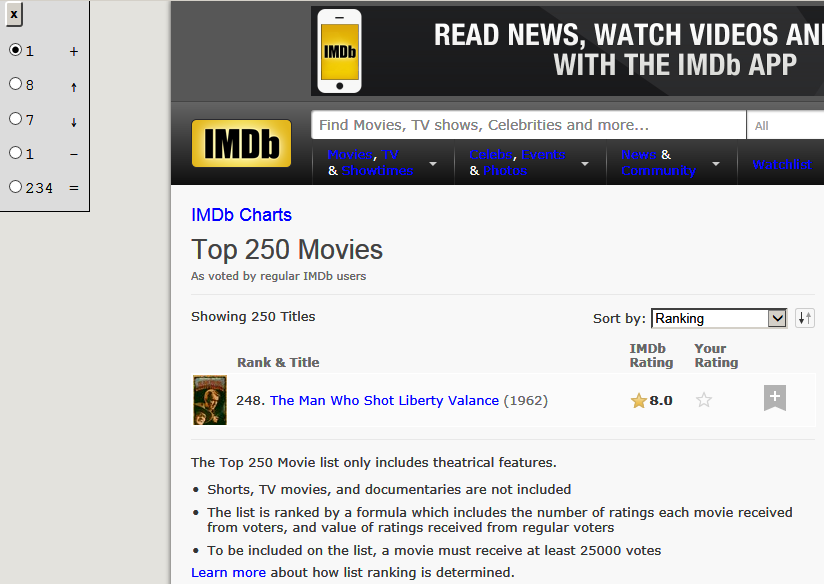 x
1 +
8 ↑
7 ↓
1 −
234 =
IMDb
READ NEWS, WATCH VIDEOS AN
WITH THE IMDb APP
IMDb
Find Movies, TV shows, Celebrities and more...
All
Movies, TV
& Showtimes
Celebs, Events
& Photos
News &
Community
Watchlist
IMDb Charts
Top 250 Movies
As voted by regular IMDb users
Showing 250 Titles
Sort by: Ranking ↓↑
Rank & Title
IMDb
Rating
Your
Rating
248. The Man Who Shot Liberty Valance (1962)
8.0
The Top 250 Movie list only includes theatrical features.
• Shorts, TV movies, and documentaries are not included
• The list is ranked by a formula which includes the number of ratings each movie received
from voters, and value of ratings received from regular voters
• To be included on the list, a movie must receive at least 25000 votes
Learn more about how list ranking is determined.